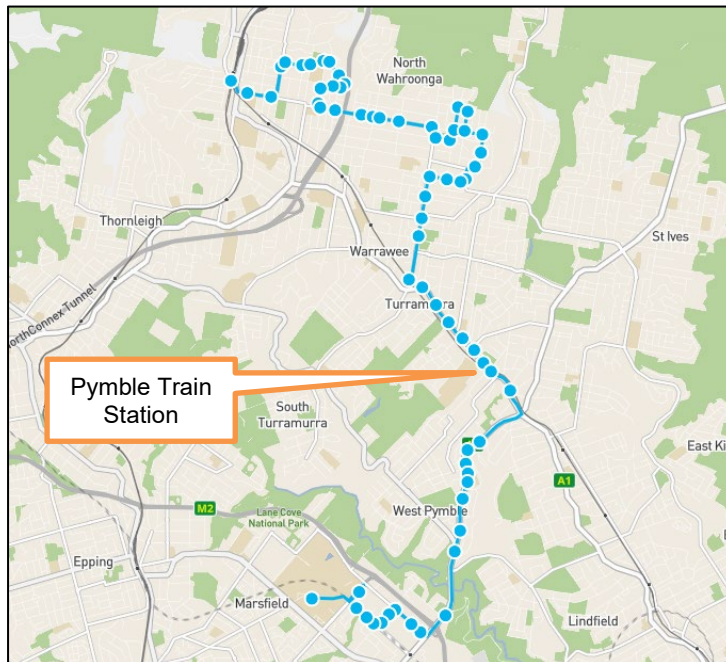 North
Wahroonga
Thornleigh
St Ives
Warrawee
NorthConnex Tunnel
Turramurra
Pymble Train
Station
South
Turramurra
East Ki
A1
M2
West Pymble
Lane Cove
National Park
Epping
Marsfield
Lindfield